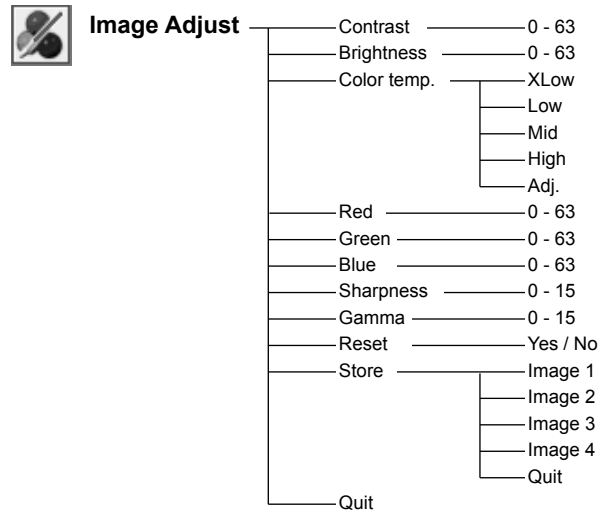 Image Adjust Contrast 0 - 63
Brightness 0 - 63
Color temp. XLow
Low
Mid
High
Adj.
Red 0 - 63
Green 0 - 63
Blue 0 - 63
Sharpness 0 - 15
Gamma 0 - 15
Reset Yes / No
Store Image 1
Image 2
Image 3
Image 4
Quit
Quit